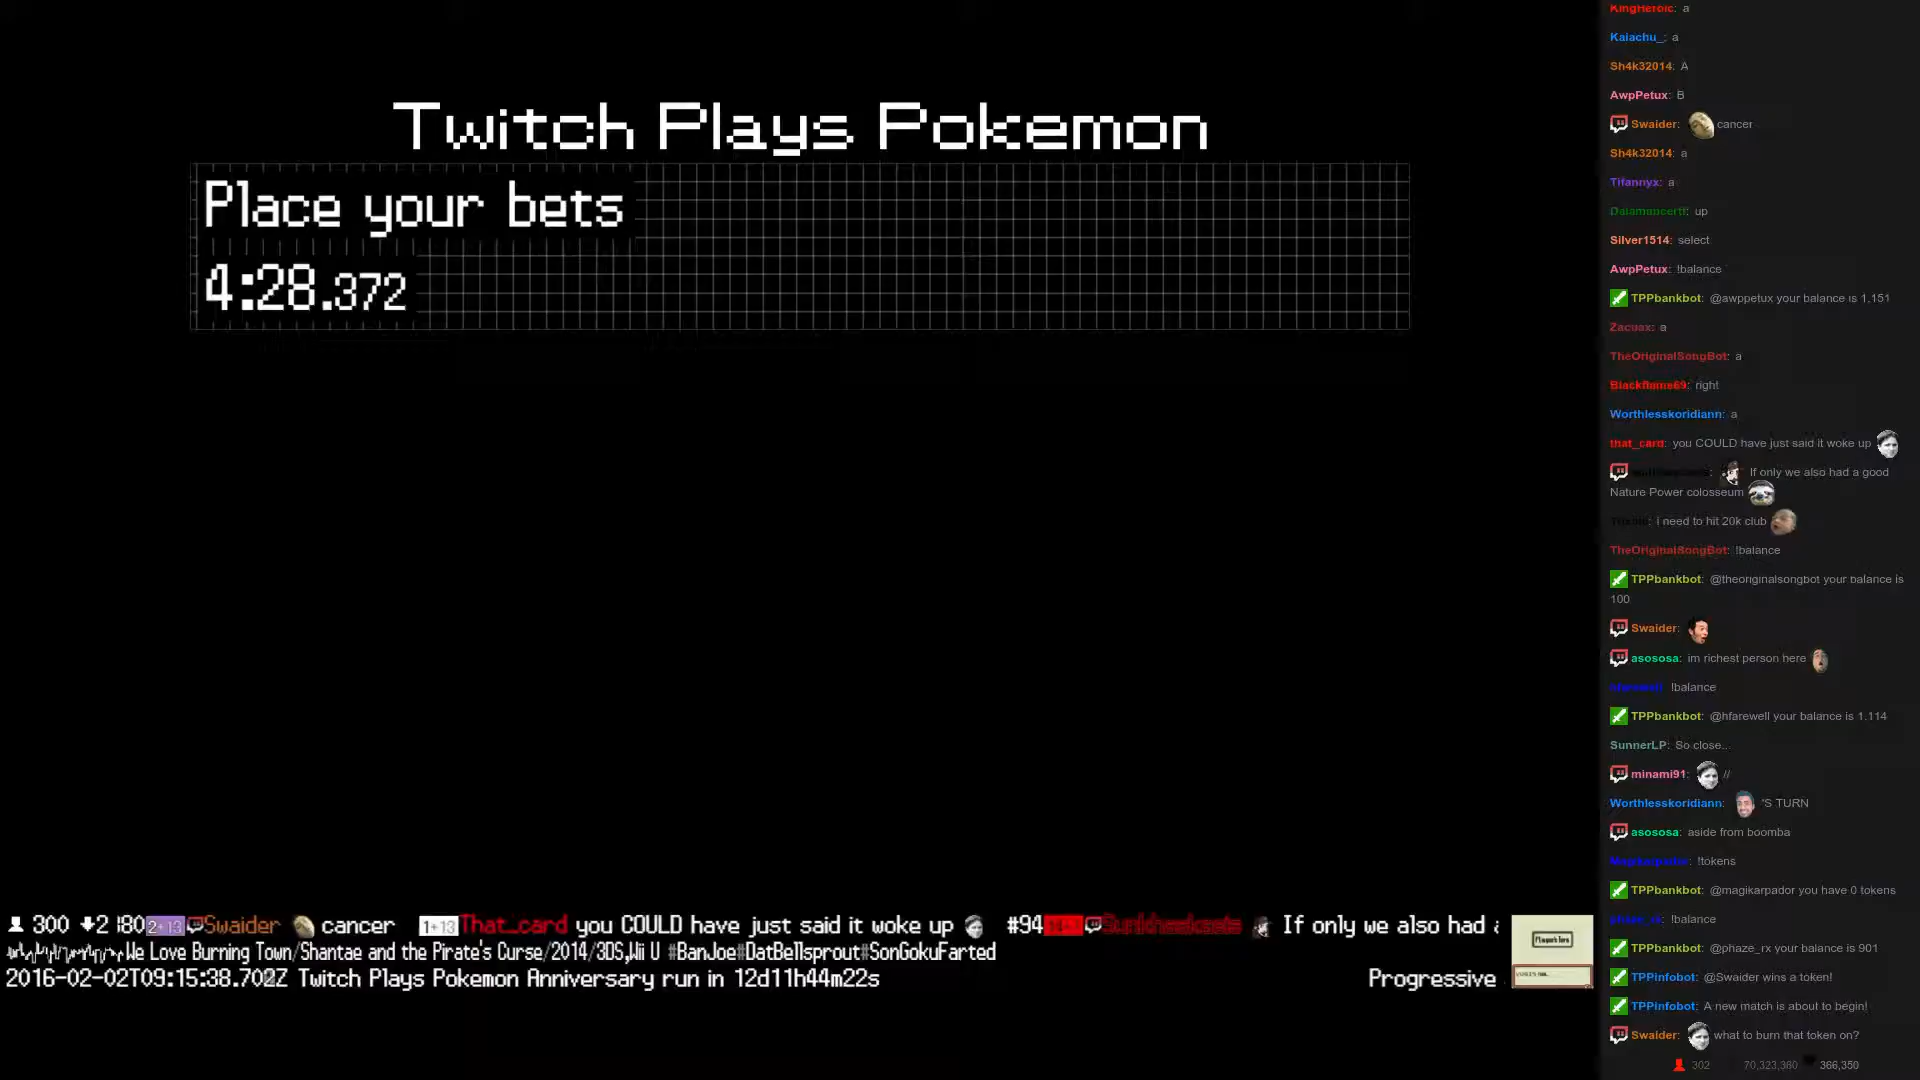 Twitch Plays Pokemon
Place your bets
4:28.372
300 2 180 2+13 Swaider cancer 1+13 That_card you COULD have just said it woke up #94 If only we also had a
We Love Burning Town/Shantae and the Pirate's Curse/2014/3DS,Wii U #BanJoe#DatBellsprout#SonGokuFarted
2016-02-02T09:15:38.702Z Twitch Plays Pokemon Anniversary run in 12d11h44m22s
Progressive
KingHeroic: a
Kaiachu_: a
Sh4k32014: A
AwpPetux: B
Swaider: cancer
Sh4k32014: a
Tifannyx: a
Dalamancerti: up
Silver1514: select
AwpPetux: !balance
TPPbankbot: @awppetux your balance is 1,151
Zacuax: a
TheOriginalSongBot: a
Blackflame69: right
Worthlesskoridiann: a
that_card: you COULD have just said it woke up
If only we also had a good
Nature Power colosseum
I need to hit 20k club
TheOriginalSongBot: !balance
TPPbankbot: @theoriginalsongbot your balance is
100
Swaider:
asososa: im richest person here
hfarewell: !balance
TPPbankbot: @hfarewell your balance is 1,114
SunnerLP: So close...
minami91: //
Worthlesskoridiann: 'S TURN
asososa: aside from boomba
Magikarpador: !tokens
TPPbankbot: @magikarpador you have 0 tokens
phaze_rx: !balance
TPPbankbot: @phaze_rx your balance is 901
TPPinfobot: @Swaider wins a token!
TPPinfobot: A new match is about to begin!
Swaider: what to burn that token on?
302 70,323,380 366,350